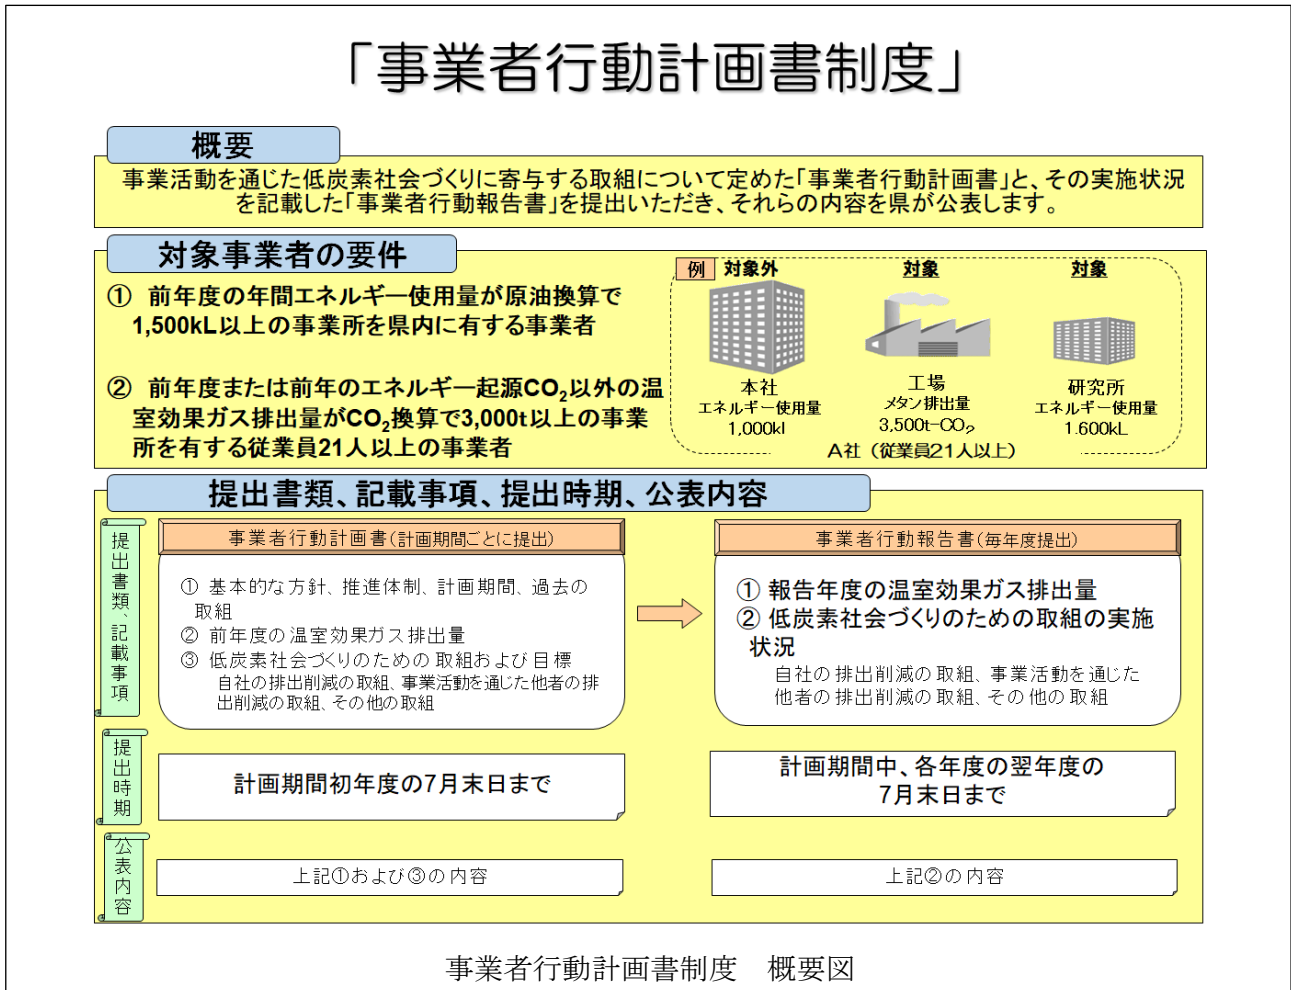 「事業者行動計画書制度」
概要
事業活動を通じた低炭素社会づくりに寄与する取組について定めた「事業者行動計画書」と、その実施状況
を記載した「事業者行動報告書」を提出いただき、それらの内容を県が公表します。
対象事業者の要件
① 前年度の年間エネルギー使用量が原油換算で
1,500kL以上の事業所を県内に有する事業者
② 前年度または前年のエネルギー起源CO₂以外の温
室効果ガス排出量がCO₂換算で3,000t以上の事業
所を有する従業員21人以上の事業者
例
対象外
本社
エネルギー使用量
1,000kl
対象
工場
メタン排出量
3,500t-CO₂
対象
研究所
エネルギー使用量
1.600kL
A社（従業員21人以上）
提出書類、記載事項、提出時期、公表内容
提出書類、記載事項
事業者行動計画書(計画期間ごとに提出)
① 基本的な方針、推進体制、計画期間、過去の
取組
② 前年度の温室効果ガス排出量
③ 低炭素社会づくりのための取組および目標
自社の排出削減の取組、事業活動を通じた他者の排
出削減の取組、その他の取組
事業者行動報告書(毎年度提出)
① 報告年度の温室効果ガス排出量
② 低炭素社会づくりのための取組の実施
状況
自社の排出削減の取組、事業活動を通じた
他者の排出削減の取組、その他の取組
提出時期
計画期間初年度の7月末日まで
計画期間中、各年度の翌年度の
7月末日まで
公表内容
上記①および③の内容
上記②の内容
事業者行動計画書制度　概要図